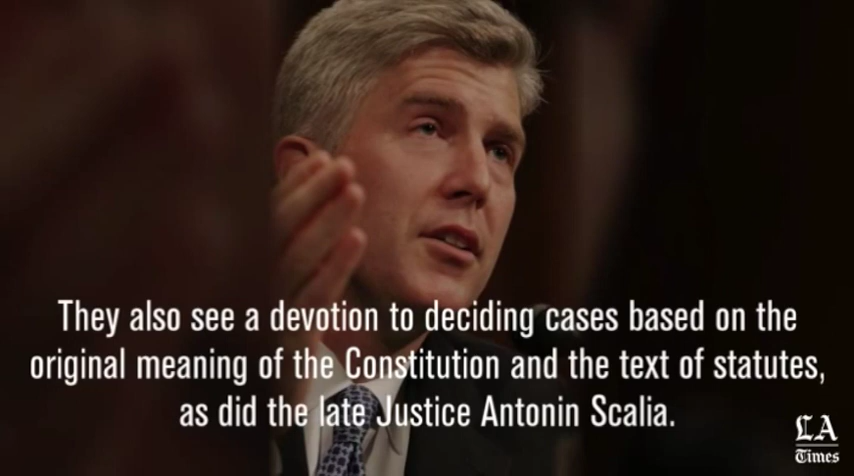 They also see a devotion to deciding cases based on the
original meaning of the Constitution and the text of statutes,
as did the late Justice Antonin Scalia.
LA
Times